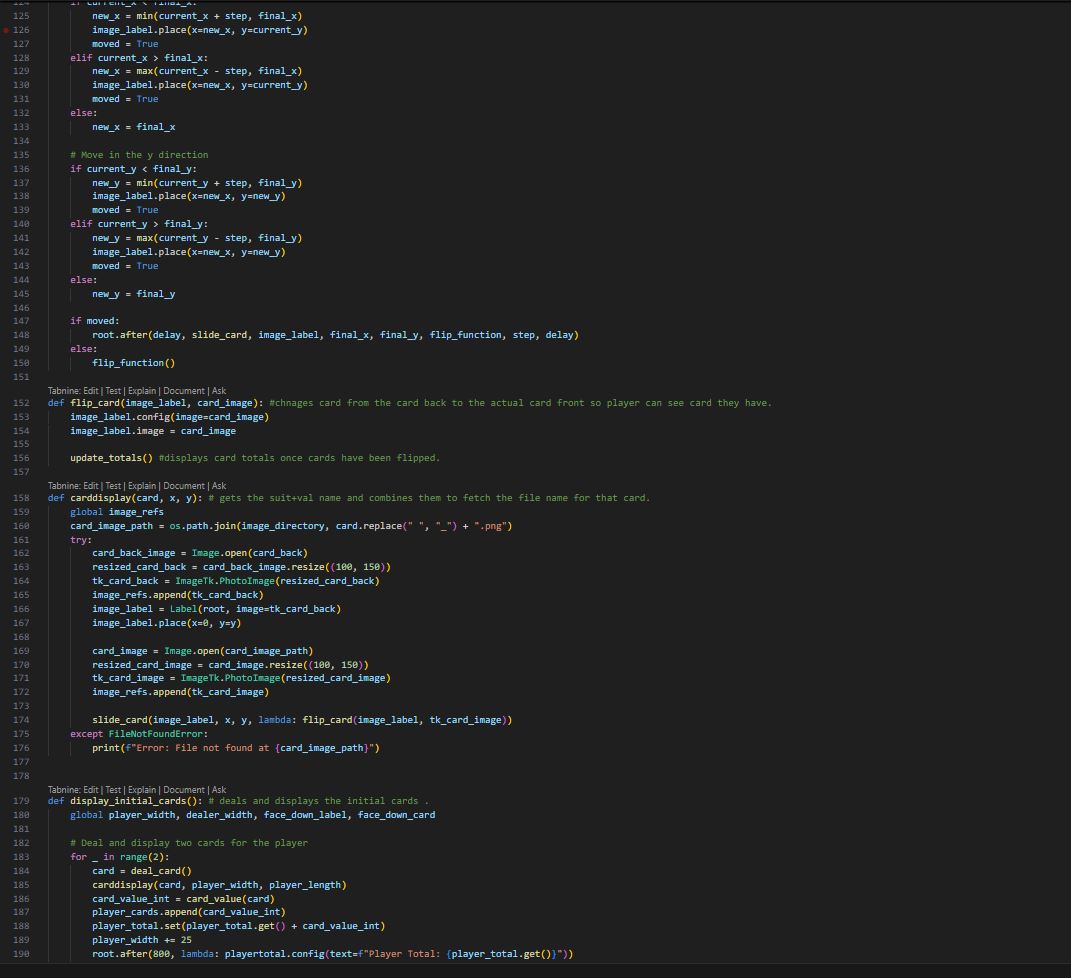 124 if current_x < final_x:
125 new_x = min(current_x + step, final_x)
126 image_label.place(x=new_x, y=current_y)
127 moved = True
128 elif current_x > final_x:
129 new_x = max(current_x - step, final_x)
130 image_label.place(x=new_x, y=current_y)
131 moved = True
132 else:
133 new_x = final_x
134
135 # Move in the y direction
136 if current_y < final_y:
137 new_y = min(current_y + step, final_y)
138 image_label.place(x=new_x, y=new_y)
139 moved = True
140 elif current_y > final_y:
141 new_y = max(current_y - step, final_y)
142 image_label.place(x=new_x, y=new_y)
143 moved = True
144 else:
145 new_y = final_y
146
147 if moved:
148 root.after(delay, slide_card, image_label, final_x, final_y, flip_function, step, delay)
149 else:
150 flip_function()
151
Tabnine: Edit | Test | Explain | Document | Ask
152 def flip_card(image_label, card_image): #chnages card from the card back to the actual card front so player can see card they have.
153 image_label.config(image=card_image)
154 image_label.image = card_image
155
156 update_totals() #displays card totals once cards have been flipped.
157
Tabnine: Edit | Test | Explain | Document | Ask
158 def carddisplay(card, x, y): # gets the suit+val name and combines them to fetch the file name for that card.
159 global image_refs
160 card_image_path = os.path.join(image_directory, card.replace(" ", "_") + ".png")
161 try:
162 card_back_image = Image.open(card_back)
163 resized_card_back = card_back_image.resize((100, 150))
164 tk_card_back = ImageTk.PhotoImage(resized_card_back)
165 image_refs.append(tk_card_back)
166 image_label = Label(root, image=tk_card_back)
167 image_label.place(x=0, y=y)
168
169 card_image = Image.open(card_image_path)
170 resized_card_image = card_image.resize((100, 150))
171 tk_card_image = ImageTk.PhotoImage(resized_card_image)
172 image_refs.append(tk_card_image)
173
174 slide_card(image_label, x, y, lambda: flip_card(image_label, tk_card_image))
175 except FileNotFoundError:
176 print(f"Error: File not found at {card_image_path}")
177
178
Tabnine: Edit | Test | Explain | Document | Ask
179 def display_initial_cards(): # deals and displays the initial cards .
180 global player_width, dealer_width, face_down_label, face_down_card
181
182 # Deal and display two cards for the player
183 for _ in range(2):
184 card = deal_card()
185 carddisplay(card, player_width, player_length)
186 card_value_int = card_value(card)
187 player_cards.append(card_value_int)
188 player_total.set(player_total.get() + card_value_int)
189 player_width += 25
190 root.after(800, lambda: playertotal.config(text=f"Player Total: {player_total.get()}"))